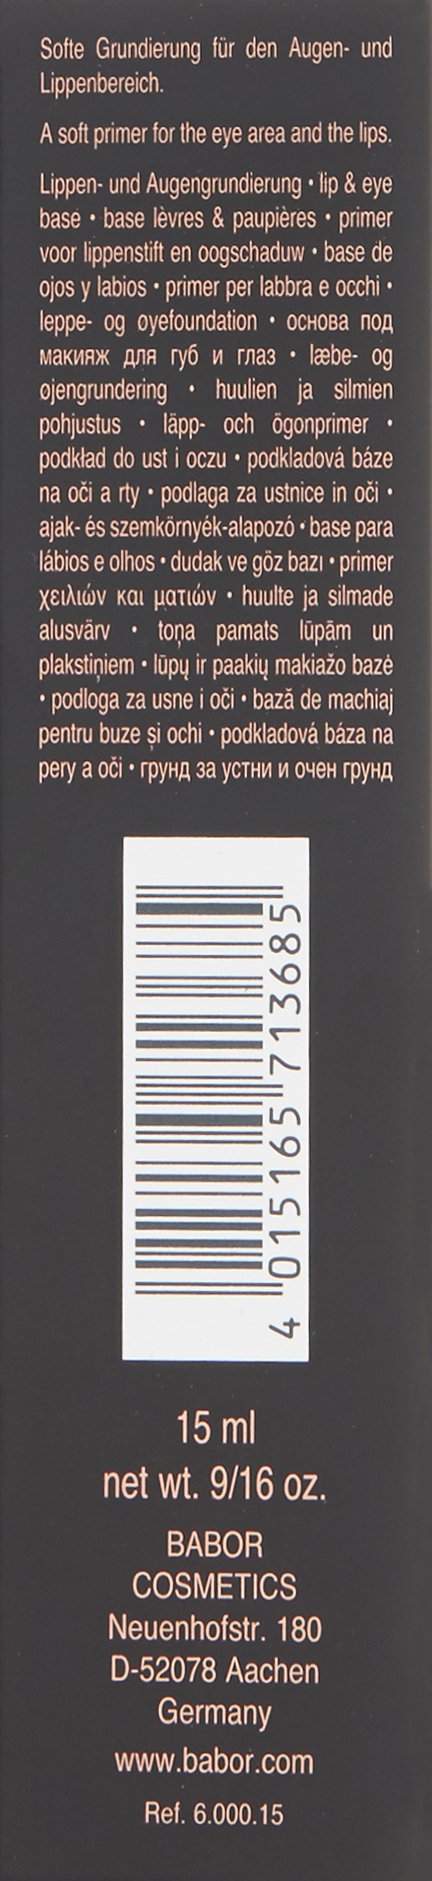 Softe Grundierung für den Augen- und
Lippenbereich.
A soft primer for the eye area and the lips.
Lippen- und Augengrundierung • lip & eye
base • base lèvres & paupières • primer
voor lippenstift en oogschaduw • base de
ojos y labios • primer per labbra e occhi •
leppe- og øyefoundation • основа под
макияж для губ и глаз • læbe- og
øjengrundering • huulien ja silmien
pohjustus • läpp- och ögonprimer •
podkład do ust i oczu • podkladová báze
na oči a rty • podlaga za ustnice in oči •
ajak- és szemkörnyék-alapozó • base para
lábios e olhos • dudak ve göz bazı • primer
χειλιών και ματιών • huulte ja silmade
alusvärv • toņa pamats lūpām un
plakstiņiem • lūpų ir paakių makiažo bazė
• podloga za usne i oči • bază de machiaj
pentru buze și ochi • podkladová báza na
pery a oči • грунд за устни и очен грунд
4 015165 713685
15 ml
net wt. 9/16 oz.
BABOR
COSMETICS
Neuenhofstr. 180
D-52078 Aachen
Germany
www.babor.com
Ref. 6.000.15